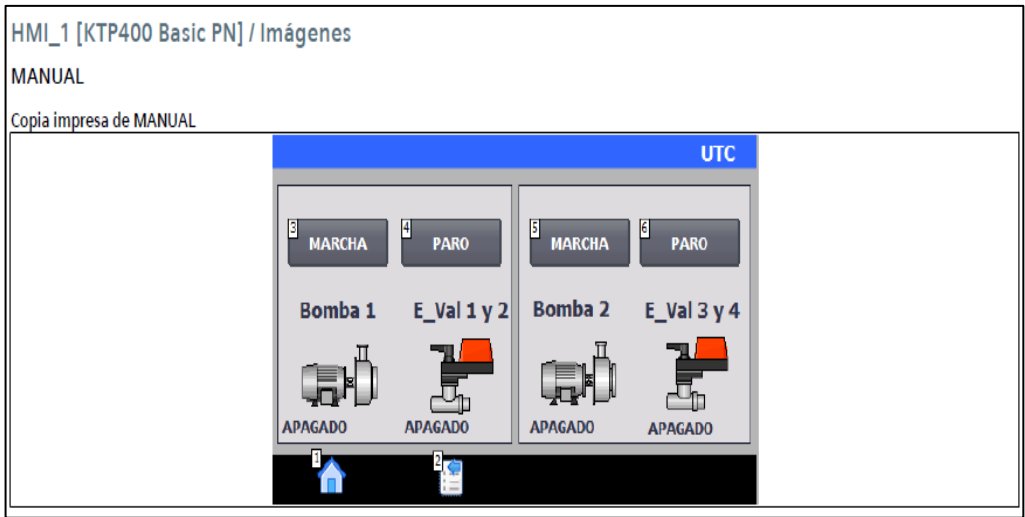 HMI_1 [KTP400 Basic PN] / Imágenes
MANUAL
Copia impresa de MANUAL
UTC
3 MARCHA 4 PARO 5 MARCHA 6 PARO
Bomba 1 E_Val 1 y 2 Bomba 2 E_Val 3 y 4
APAGADO APAGADO APAGADO APAGADO
1 2